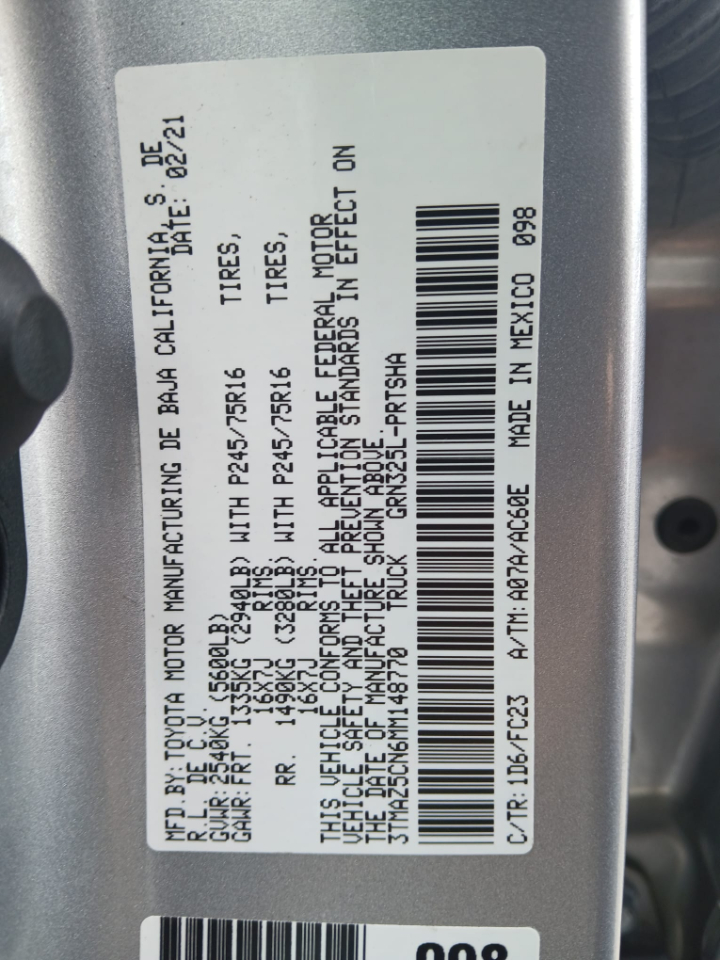 MFD.BY:TOYOTA MOTOR MANUFACTURING DE BAJA CALIFORNIA, S. DE
R.L. DE C.V. DATE: 02/21
GVWR:2540KG (5600LB)
GAWR:FRT. 1335KG (2940LB) WITH P245/75R16 TIRES,
16X7J RIMS.
RR. 1490KG (3280LB) WITH P245/75R16 TIRES,
16X7J RIMS.
THIS VEHICLE CONFORMS TO ALL APPLICABLE FEDERAL MOTOR
VEHICLE SAFETY AND THEFT PREVENTION STANDARDS IN EFFECT ON
THE DATE OF MANUFACTURE SHOWN ABOVE.
3TMAZ5CN6MM148770 TRUCK GRN325L-PRTSHA
C/TR:1D6/FC23 A/TM:A07A/AC60E MADE IN MEXICO 098